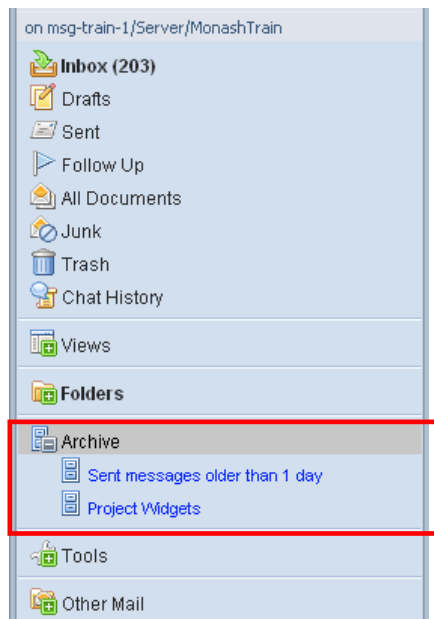 on msg-train-1/Server/MonashTrain
Inbox (203)
Drafts
Sent
Follow Up
All Documents
Junk
Trash
Chat History
Views
Folders
Archive
Sent messages older than 1 day
Project Widgets
Tools
Other Mail